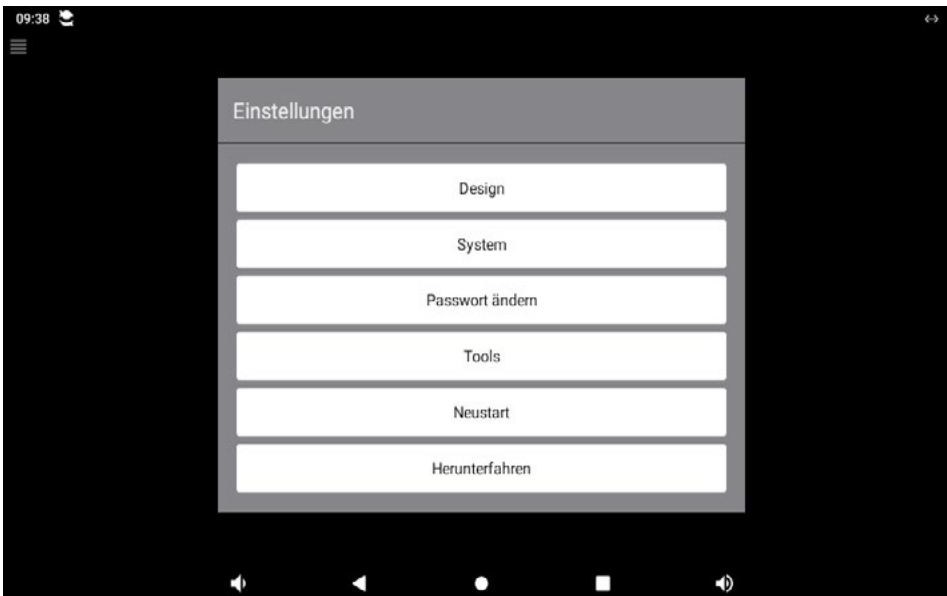 09:38
Einstellungen
Design
System
Passwort ändern
Tools
Neustart
Herunterfahren